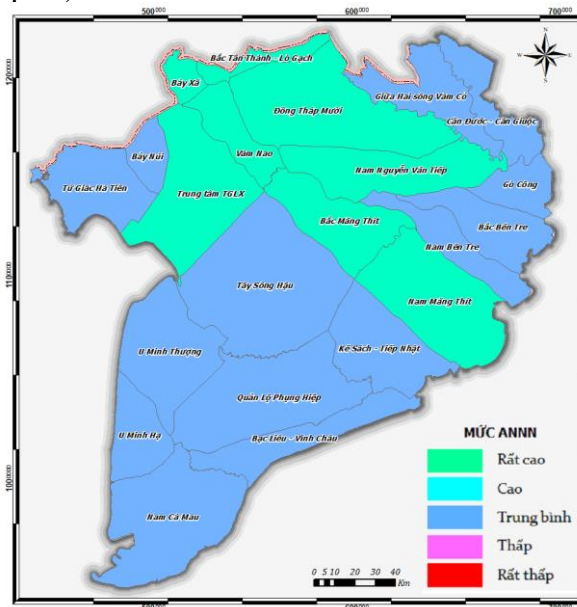 500000 600000 700000
1200000
1100000
1000000
Bắc Tân Thành - Lò Gạch
Bảy Xã
Giữa Hai sông Vàm Cỏ
Đồng Tháp Mười
Cần Đước - Cần Giuộc
Bảy Núi
Vàm Nao
Nam Nguyễn Văn Tiếp
Gò Công
Tứ Giác Hà Tiên
Trung tâm TGLX
Bắc Măng Thít
Bắc Bến Tre
Nam Bến Tre
Tây Sông Hậu
Nam Măng Thít
U Minh Thượng
Kế Sách - Tiếp Nhật
Quản Lộ Phụng Hiệp
U Minh Hạ
Bạc Liêu - Vĩnh Châu
Nam Cà Mau
MỨC ANNN
Rất cao
Cao
Trung bình
Thấp
Rất thấp
0 5 10 20 30 40
Km
500000 600000 700000